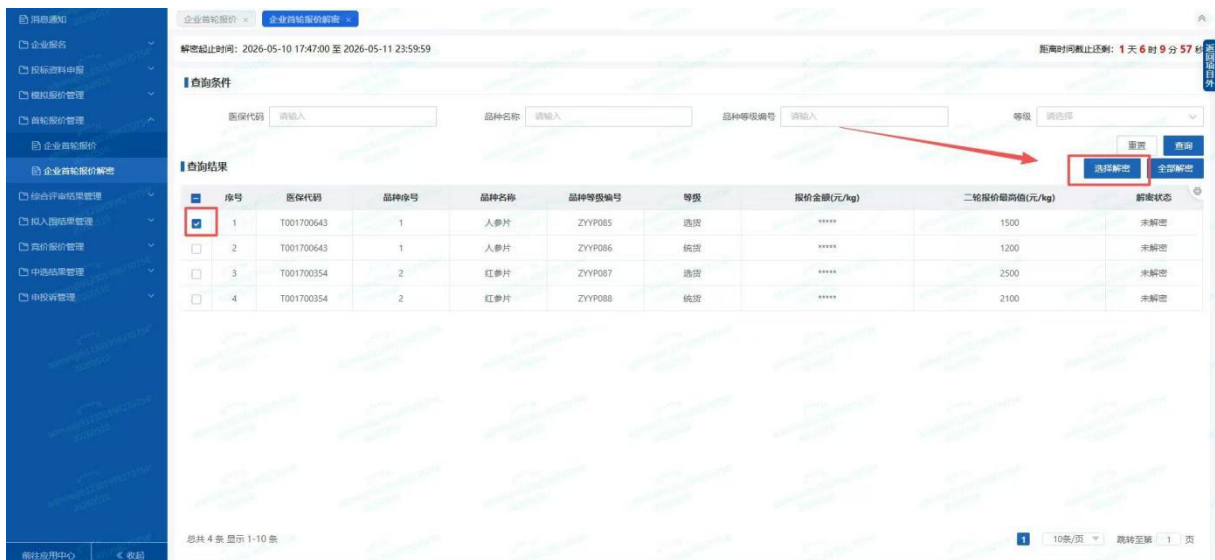 消息通知
企业报名
投标资料申报
模拟报价管理
首轮报价管理
企业首轮报价
企业首轮报价解密
综合评审结果管理
拟入围结果管理
竞价报价管理
中选结果管理
申投诉管理
前往应用中心 《 收起
企业首轮报价 × 企业首轮报价解密 ×
解密起止时间：2026-05-10 17:47:00 至 2026-05-11 23:59:59 距离时间截止还剩：1 天 6 时 9 分 57 秒
返回项目外
查询条件
医保代码 请输入 品种名称 请输入 品种等级编号 请输入 等级 请选择
重置 查询
查询结果 选择解密 全部解密
序号 医保代码 品种序号 品种名称 品种等级编号 等级 报价金额(元/kg) 二轮报价最高值(元/kg) 解密状态
1 T001700643 1 人参片 ZYYP085 选货 ***** 1500 未解密
2 T001700643 1 人参片 ZYYP086 统货 ***** 1200 未解密
3 T001700354 2 红参片 ZYYP087 选货 ***** 2500 未解密
4 T001700354 2 红参片 ZYYP088 统货 ***** 2100 未解密
总共 4 条 显示 1-10 条 1 10条/页 跳转至第 1 页